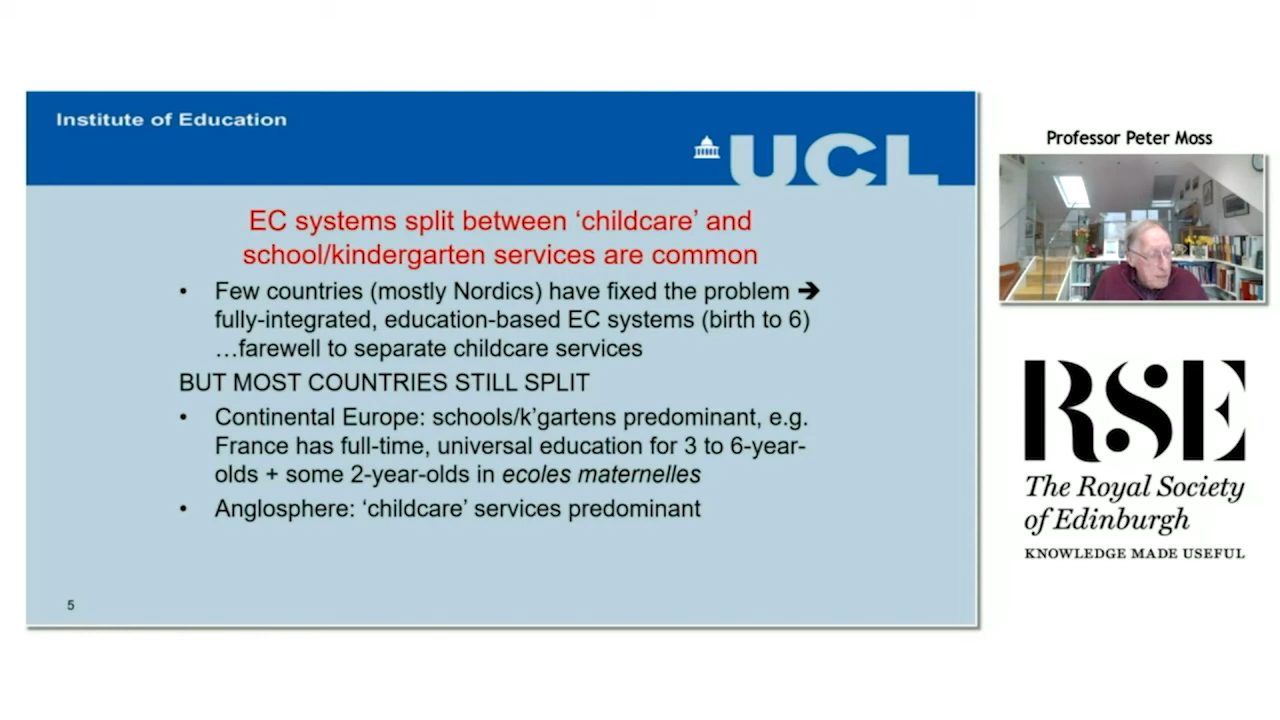 Institute of Education
UCL
EC systems split between ‘childcare’ and
school/kindergarten services are common
• Few countries (mostly Nordics) have fixed the problem ➔
fully-integrated, education-based EC systems (birth to 6)
…farewell to separate childcare services
BUT MOST COUNTRIES STILL SPLIT
• Continental Europe: schools/k’gartens predominant, e.g.
France has full-time, universal education for 3 to 6-year-
olds + some 2-year-olds in ecoles maternelles
• Anglosphere: ‘childcare’ services predominant
5
Professor Peter Moss
RSE
The Royal Society
of Edinburgh
KNOWLEDGE MADE USEFUL